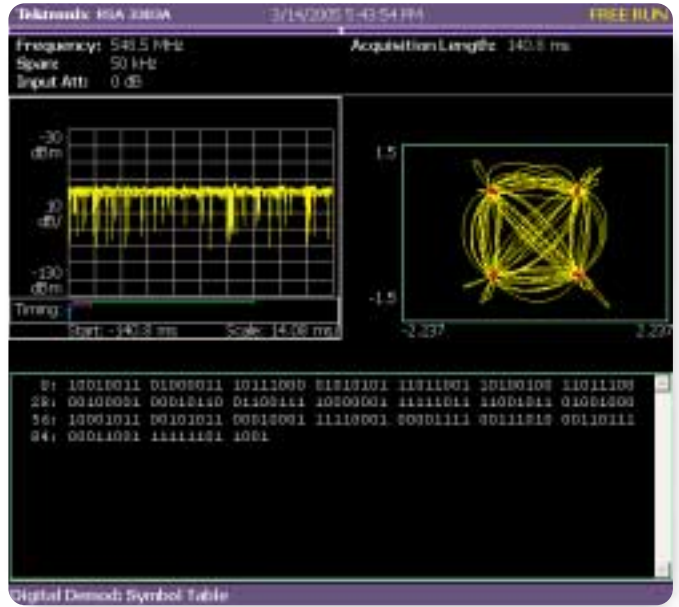 Tektronix RSA 3303A 3/14/2005 5:43:54 PM FREE RUN
Frequency: 548.5 MHz Acquisition Length: 140.8 ms
Span: 50 kHz
Input Att: 0 dB
-30
dBm
10
dB/
-130
dBm
Timing:
Start: -140.8 ms Scale: 14.08 ms/
1.5
-1.5
-2.237 2.237
0: 10010011 01000011 10111000 01010101 11011001 10100100 11011100
28: 00100001 00010110 01100111 10000001 11111011 11001011 01001000
56: 10001011 00101011 00010001 11110001 00001111 00111010 00110111
84: 00011001 11111101 1001
Digital Demod: Symbol Table